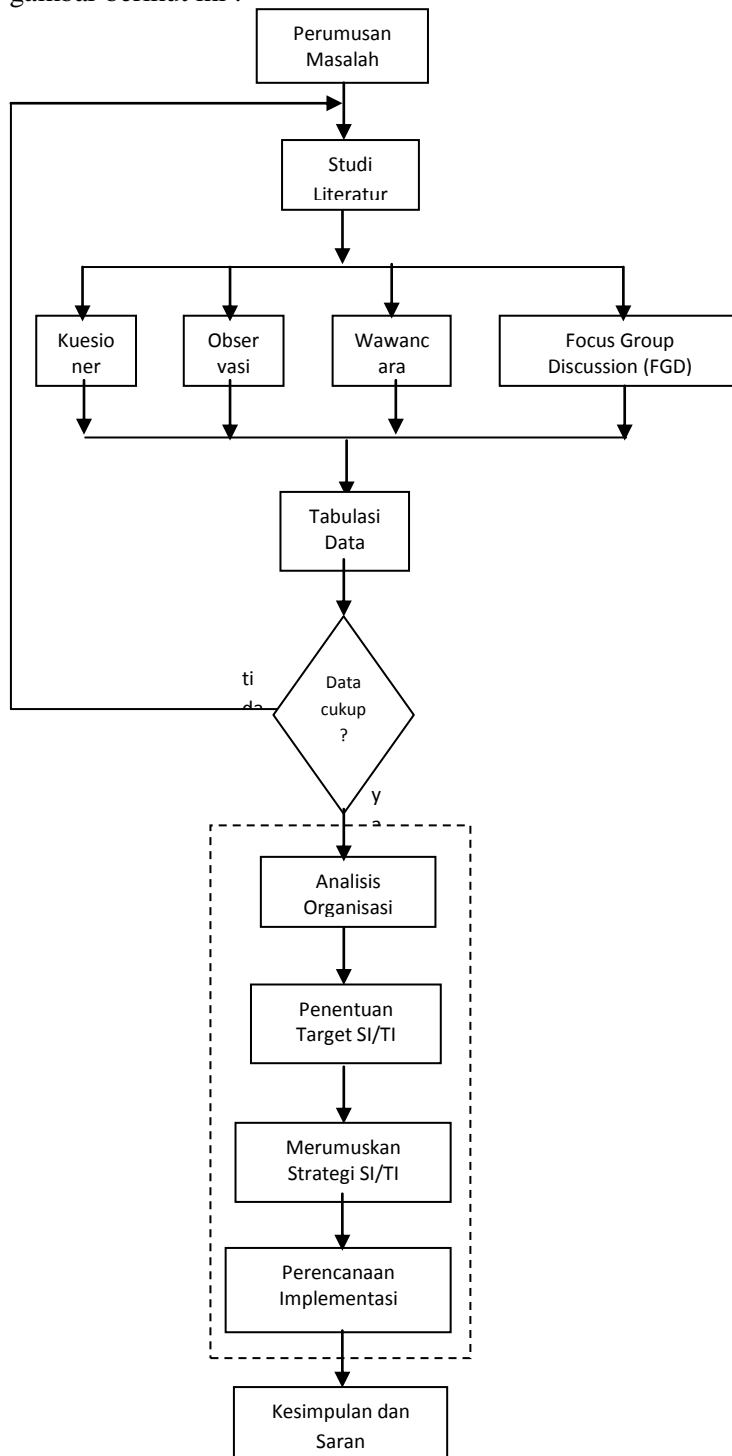 gambar berikut ini :
Perumusan
Masalah
Studi
Literatur
Kuesio
ner
Obser
vasi
Wawanc
ara
Focus Group
Discussion (FGD)
Tabulasi
Data
ti
da
Data
cukup
?
y
a
Analisis
Organisasi
Penentuan
Target SI/TI
Merumuskan
Strategi SI/TI
Perencanaan
Implementasi
Kesimpulan dan
Saran